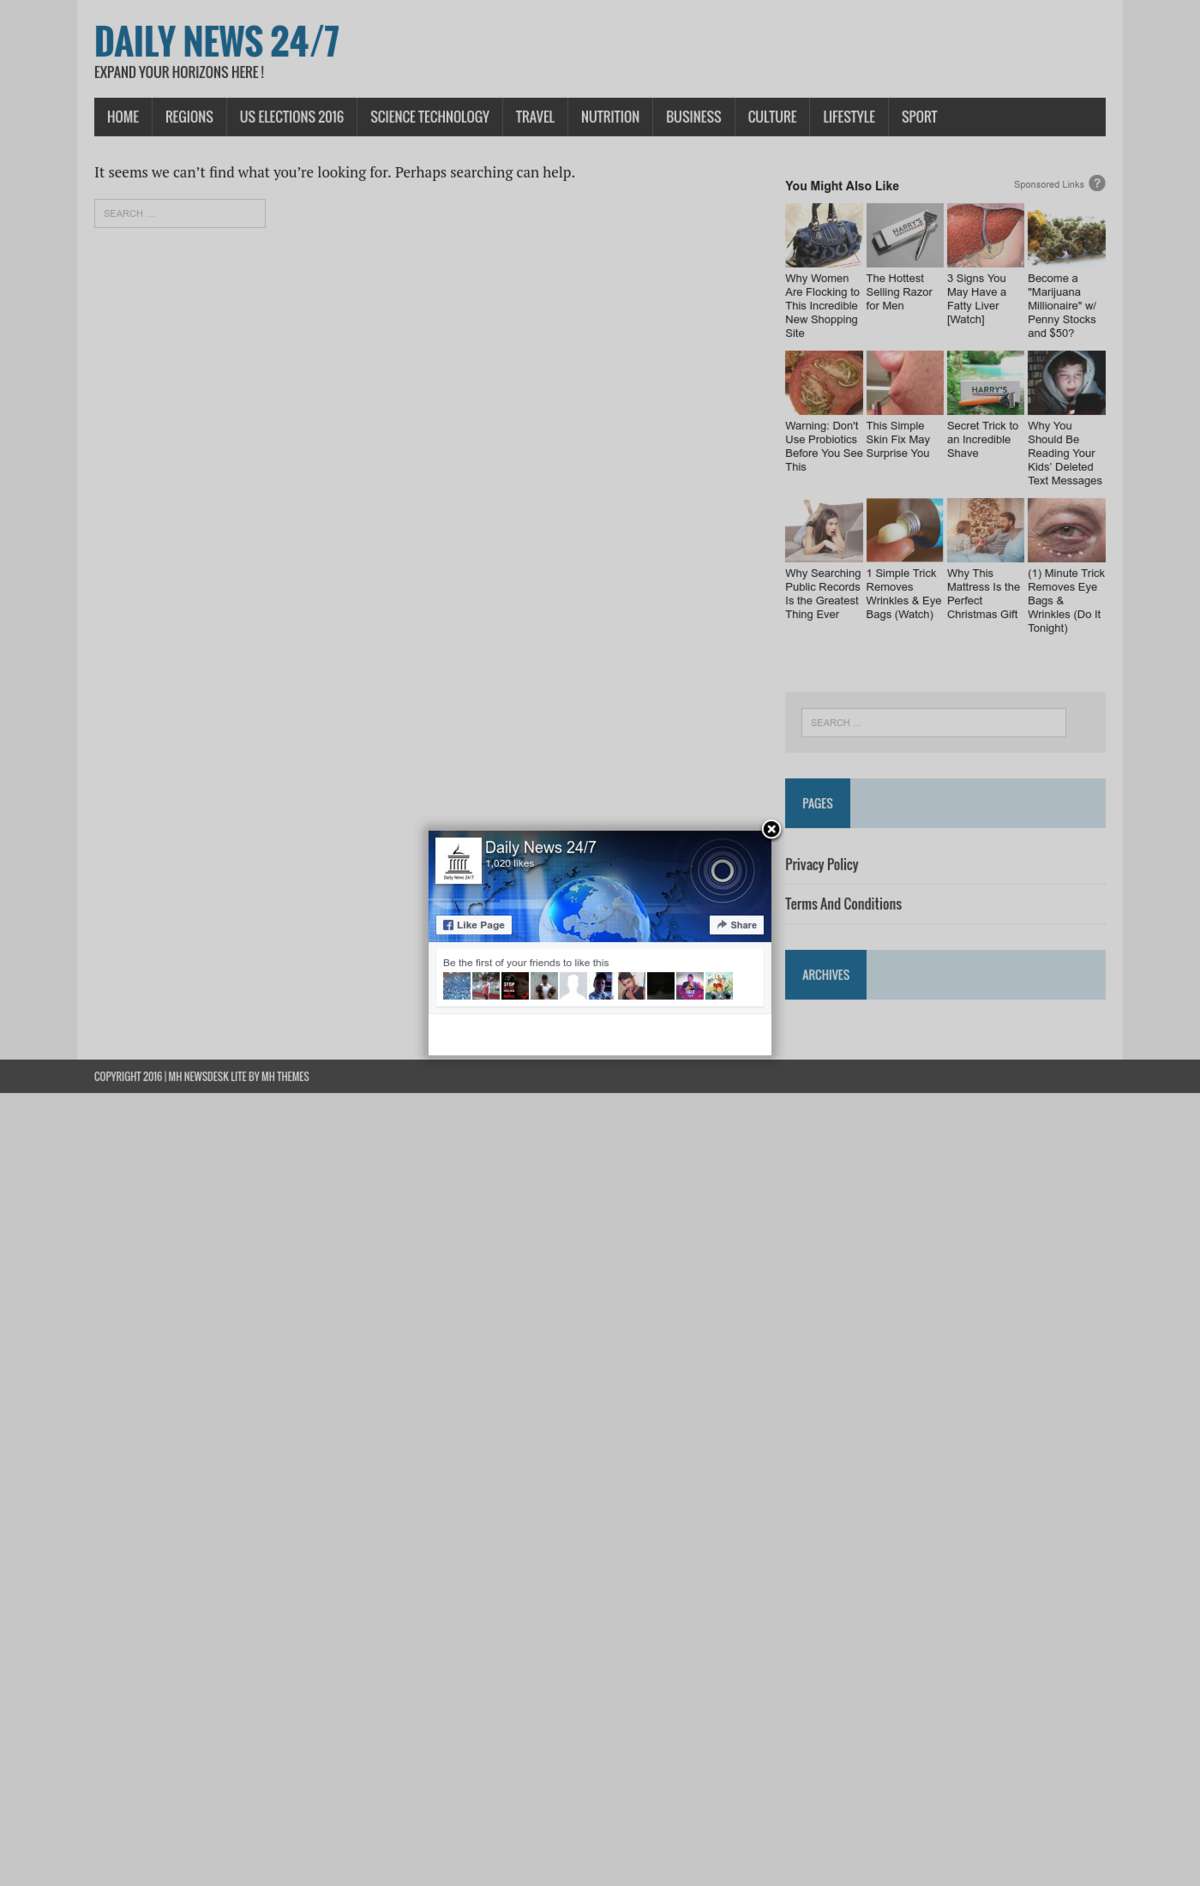 DAILY NEWS 24/7
EXPAND YOUR HORIZONS HERE !
HOME REGIONS US ELECTIONS 2016 SCIENCE TECHNOLOGY TRAVEL NUTRITION BUSINESS CULTURE LIFESTYLE SPORT
It seems we can’t find what you’re looking for. Perhaps searching can help.
SEARCH ...
You Might Also Like
Sponsored Links ?
HARRY'S
Why Women
Are Flocking to
This Incredible
New Shopping
Site
The Hottest
Selling Razor
for Men
3 Signs You
May Have a
Fatty Liver
[Watch]
Become a
"Marijuana
Millionaire" w/
Penny Stocks
and $50?
HARRY'S
Warning: Don't
Use Probiotics
Before You See
This
This Simple
Skin Fix May
Surprise You
Secret Trick to
an Incredible
Shave
Why You
Should Be
Reading Your
Kids' Deleted
Text Messages
Why Searching
Public Records
Is the Greatest
Thing Ever
1 Simple Trick
Removes
Wrinkles & Eye
Bags (Watch)
Why This
Mattress Is the
Perfect
Christmas Gift
(1) Minute Trick
Removes Eye
Bags &
Wrinkles (Do It
Tonight)
SEARCH ...
PAGES
Privacy Policy
Terms And Conditions
ARCHIVES
Daily News 24/7
1,020 likes
Daily News 24/7
Like Page
Share
Be the first of your friends to like this
STOP
COPYRIGHT 2016 | MH NEWSDESK LITE BY MH THEMES